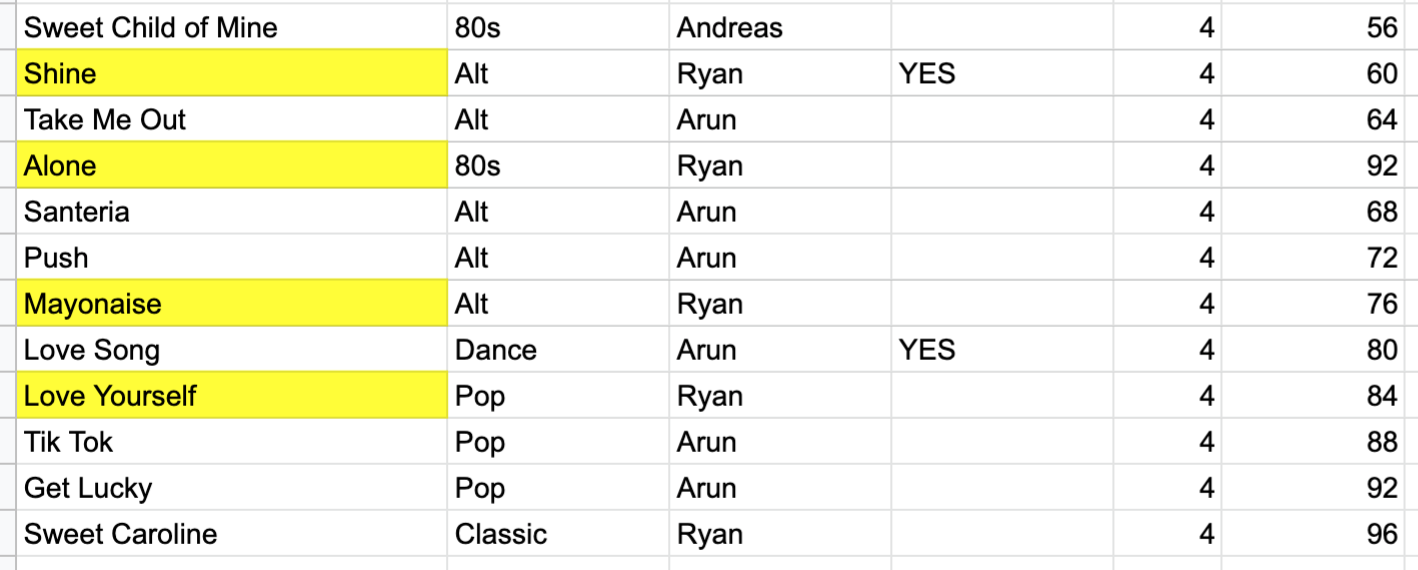 Sweet Child of Mine 80s Andreas 4 56
Shine Alt Ryan YES 4 60
Take Me Out Alt Arun 4 64
Alone 80s Ryan 4 92
Santeria Alt Arun 4 68
Push Alt Arun 4 72
Mayonaise Alt Ryan 4 76
Love Song Dance Arun YES 4 80
Love Yourself Pop Ryan 4 84
Tik Tok Pop Arun 4 88
Get Lucky Pop Arun 4 92
Sweet Caroline Classic Ryan 4 96